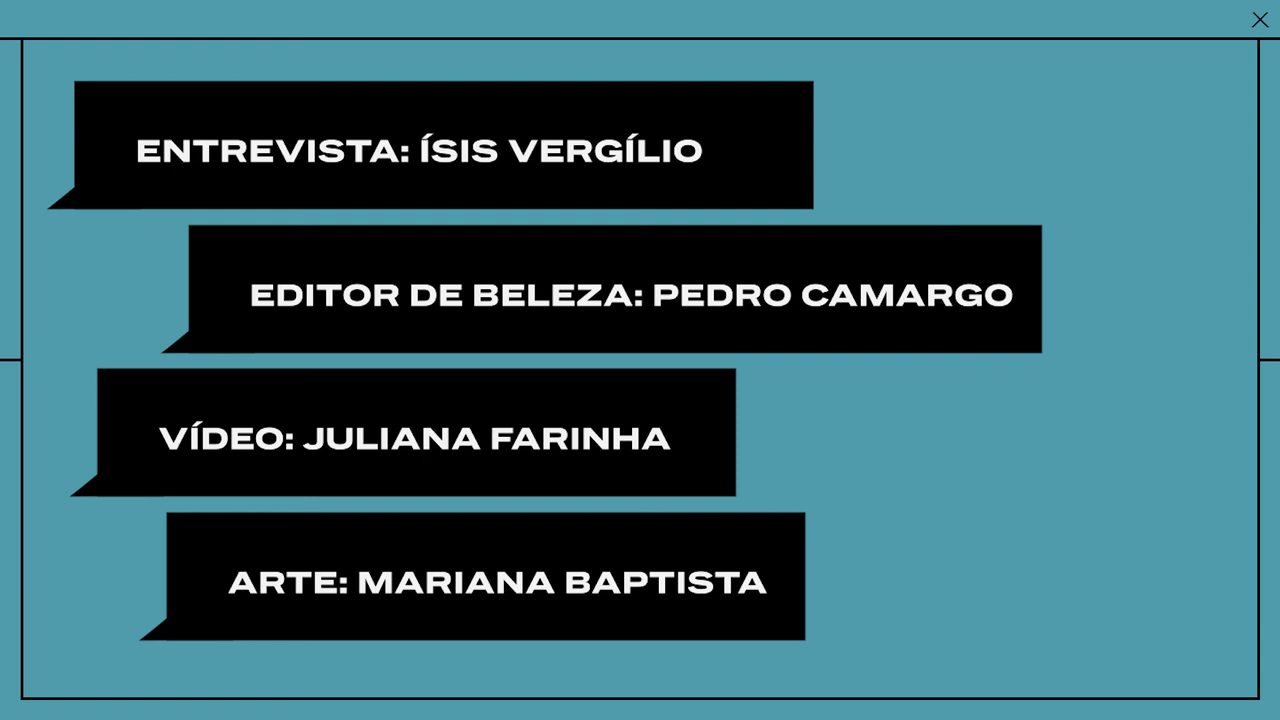 ENTREVISTA: ÍSIS VERGÍLIO
EDITOR DE BELEZA: PEDRO CAMARGO
VÍDEO: JULIANA FARINHA
ARTE: MARIANA BAPTISTA